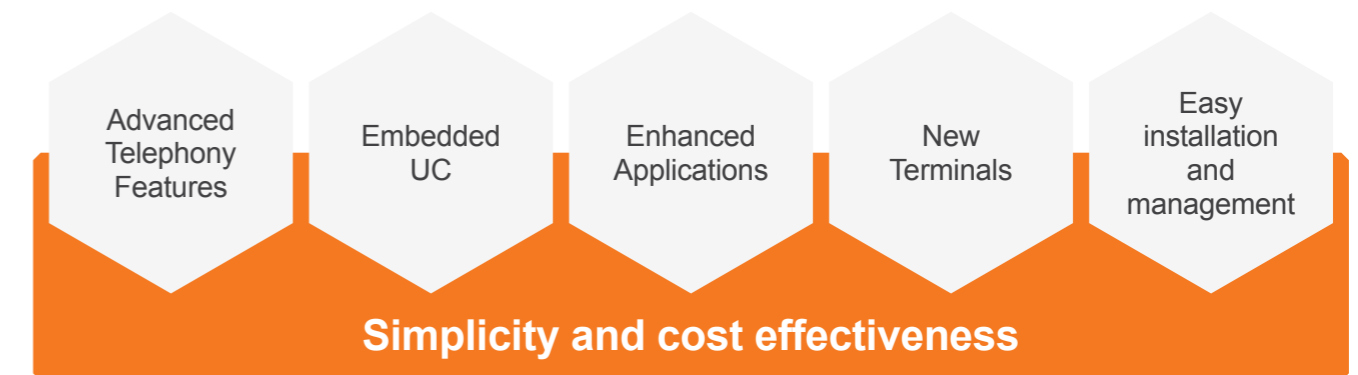 Advanced
Telephony
Features
Embedded
UC
Enhanced
Applications
New
Terminals
Easy
installation
and
management
Simplicity and cost effectiveness